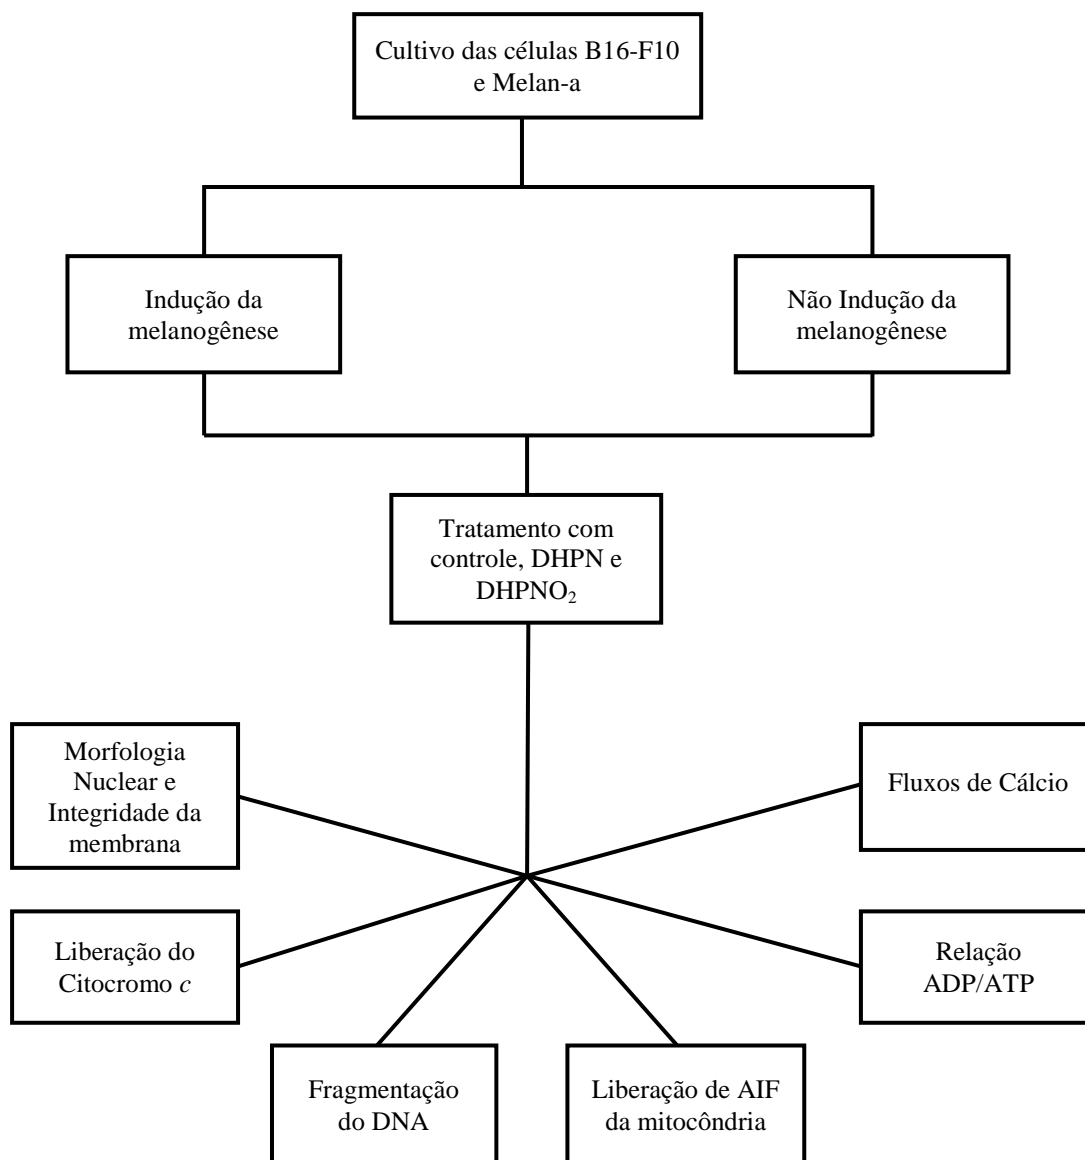 Cultivo das células B16-F10
e Melan-a
Indução da
melanogênese
Não Indução da
melanogênese
Tratamento com
controle, DHPN e
DHPNO₂
Morfologia
Nuclear e
Integridade da
membrana
Fluxos de Cálcio
Liberação do
Citocromo c
Relação
ADP/ATP
Fragmentação
do DNA
Liberação de AIF
da mitocôndria